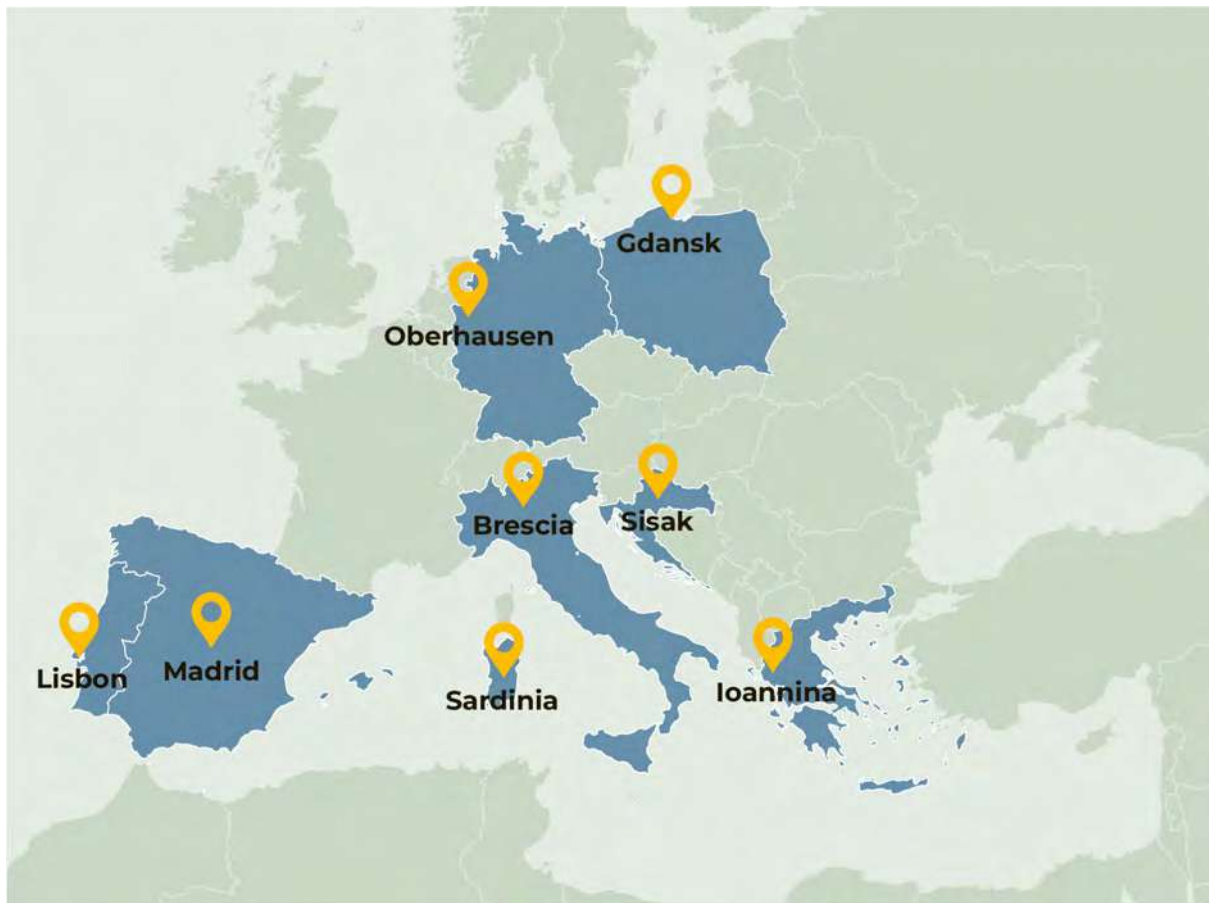 Gdansk
Oberhausen
Brescia
Sisak
Lisbon
Madrid
Sardinia
Ioannina